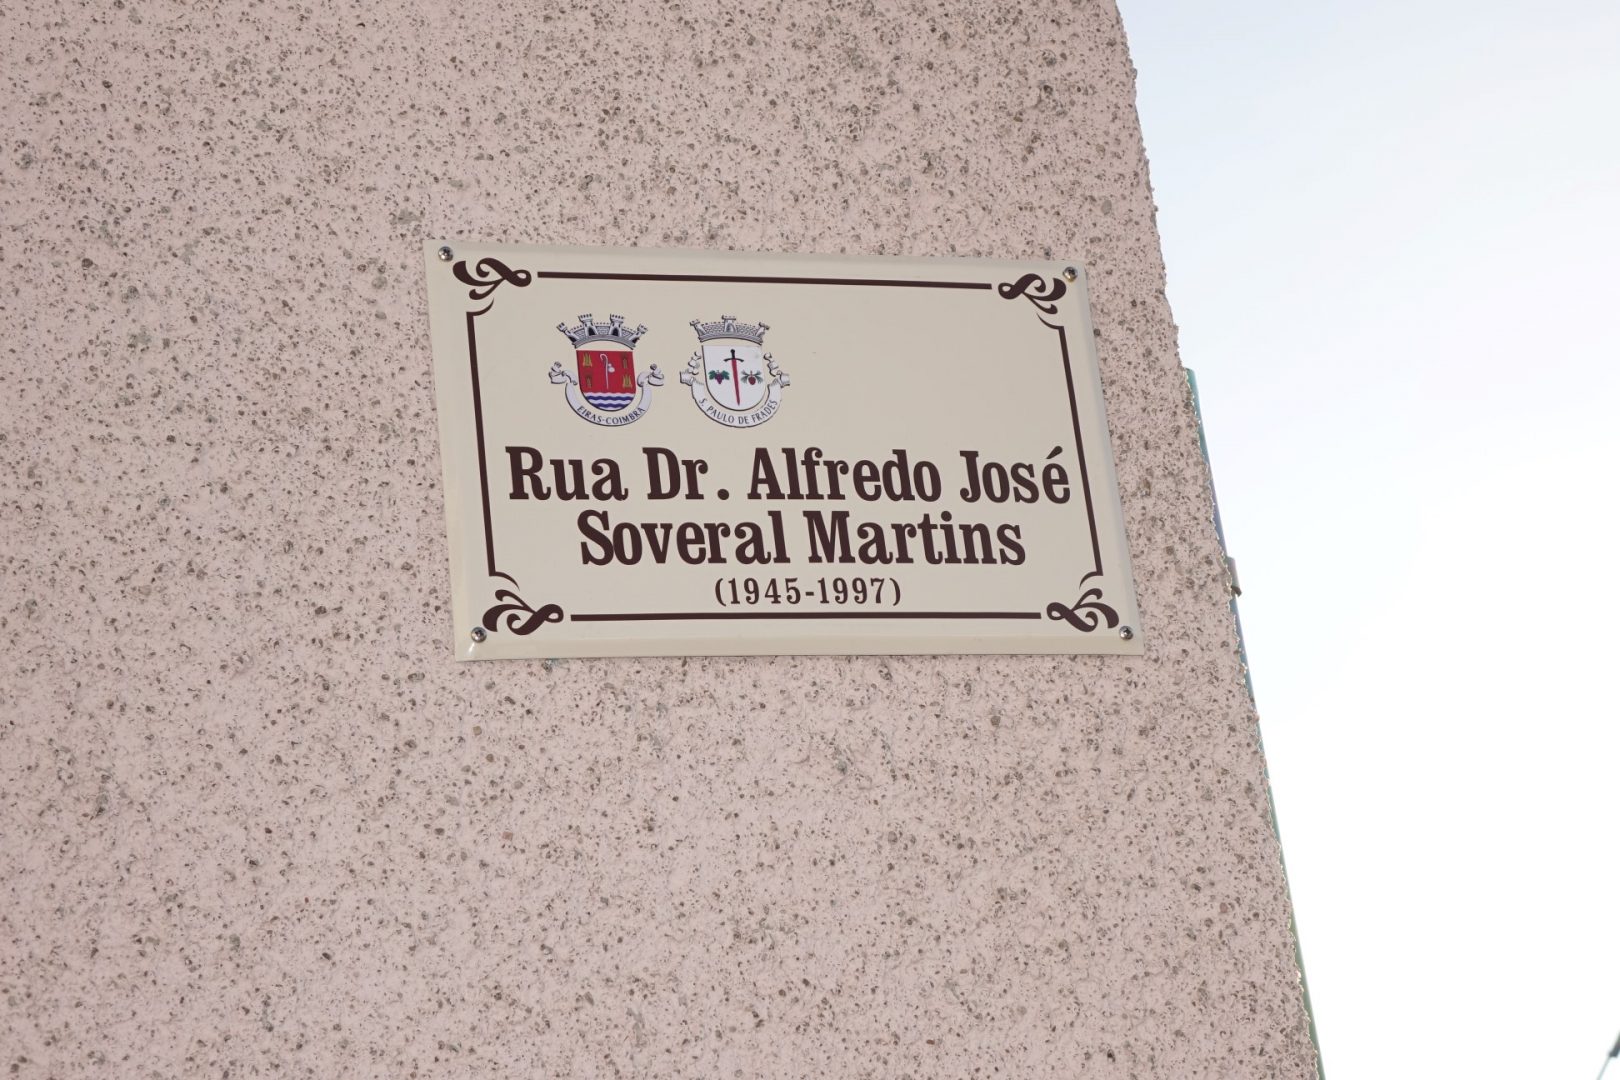 EIRAS-COIMBRA
S. PAULO DE FRADES
Rua Dr. Alfredo José
Soveral Martins
(1945-1997)